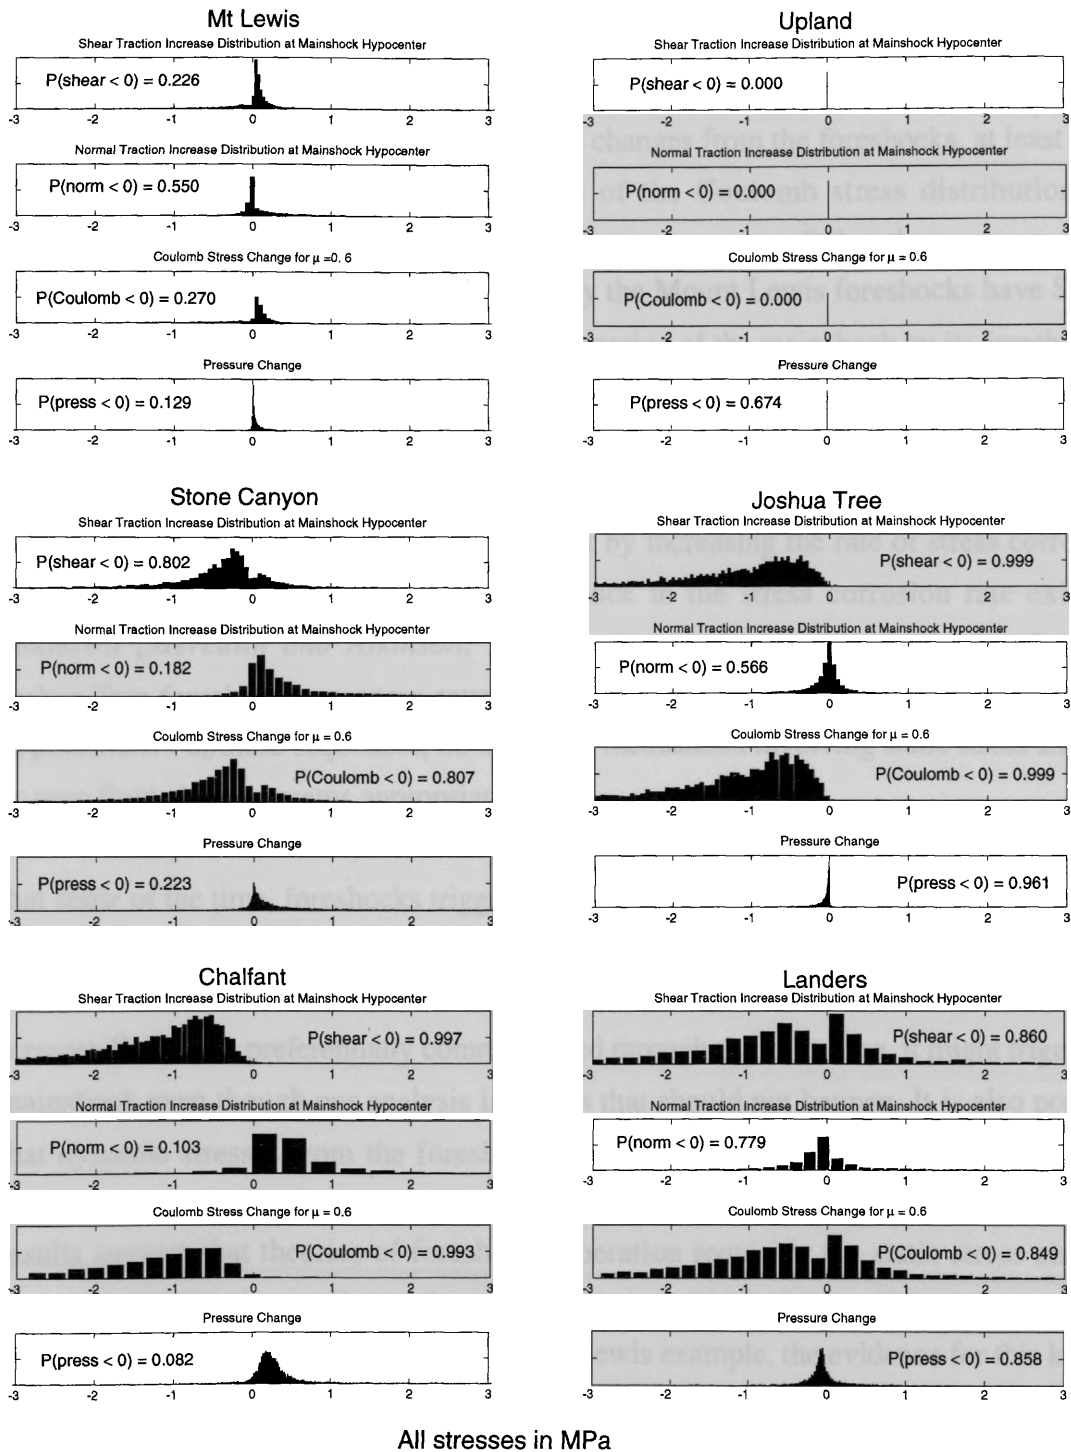 Mt Lewis
Shear Traction Increase Distribution at Mainshock Hypocenter
P(shear < 0) = 0.226
-3 -2 -1 0 1 2 3
Normal Traction Increase Distribution at Mainshock Hypocenter
P(norm < 0) = 0.550
-3 -2 -1 0 1 2 3
Coulomb Stress Change for μ =0. 6
P(Coulomb < 0) = 0.270
-3 -2 -1 0 1 2 3
Pressure Change
P(press < 0) = 0.129
-3 -2 -1 0 1 2 3
Upland
Shear Traction Increase Distribution at Mainshock Hypocenter
P(shear < 0) = 0.000
-3 -2 -1 0 1 2 3
Normal Traction Increase Distribution at Mainshock Hypocenter
P(norm < 0) = 0.000
-3 -2 -1 0 1 2 3
Coulomb Stress Change for μ = 0.6
P(Coulomb < 0) = 0.000
-3 -2 -1 0 1 2 3
Pressure Change
P(press < 0) = 0.674
-3 -2 -1 0 1 2 3
Stone Canyon
Shear Traction Increase Distribution at Mainshock Hypocenter
P(shear < 0) = 0.802
-3 -2 -1 0 1 2 3
Normal Traction Increase Distribution at Mainshock Hypocenter
P(norm < 0) = 0.182
-3 -2 -1 0 1 2 3
Coulomb Stress Change for μ = 0.6
P(Coulomb < 0) = 0.807
-3 -2 -1 0 1 2 3
Pressure Change
P(press < 0) = 0.223
-3 -2 -1 0 1 2 3
Joshua Tree
Shear Traction Increase Distribution at Mainshock Hypocenter
P(shear < 0) = 0.999
-3 -2 -1 0 1 2 3
Normal Traction Increase Distribution at Mainshock Hypocenter
P(norm < 0) = 0.566
-3 -2 -1 0 1 2 3
Coulomb Stress Change for μ = 0.6
P(Coulomb < 0) = 0.999
-3 -2 -1 0 1 2 3
Pressure Change
P(press < 0) = 0.961
-3 -2 -1 0 1 2 3
Chalfant
Shear Traction Increase Distribution at Mainshock Hypocenter
P(shear < 0) = 0.997
-3 -2 -1 0 1 2 3
Normal Traction Increase Distribution at Mainshock Hypocenter
P(norm < 0) = 0.103
-3 -2 -1 0 1 2 3
Coulomb Stress Change for μ = 0.6
P(Coulomb < 0) = 0.993
-3 -2 -1 0 1 2 3
Pressure Change
P(press < 0) = 0.082
-3 -2 -1 0 1 2 3
Landers
Shear Traction Increase Distribution at Mainshock Hypocenter
P(shear < 0) = 0.860
-3 -2 -1 0 1 2 3
Normal Traction Increase Distribution at Mainshock Hypocenter
P(norm < 0) = 0.779
-3 -2 -1 0 1 2 3
Coulomb Stress Change for μ = 0.6
P(Coulomb < 0) = 0.849
-3 -2 -1 0 1 2 3
Pressure Change
P(press < 0) = 0.858
-3 -2 -1 0 1 2 3
All stresses in MPa